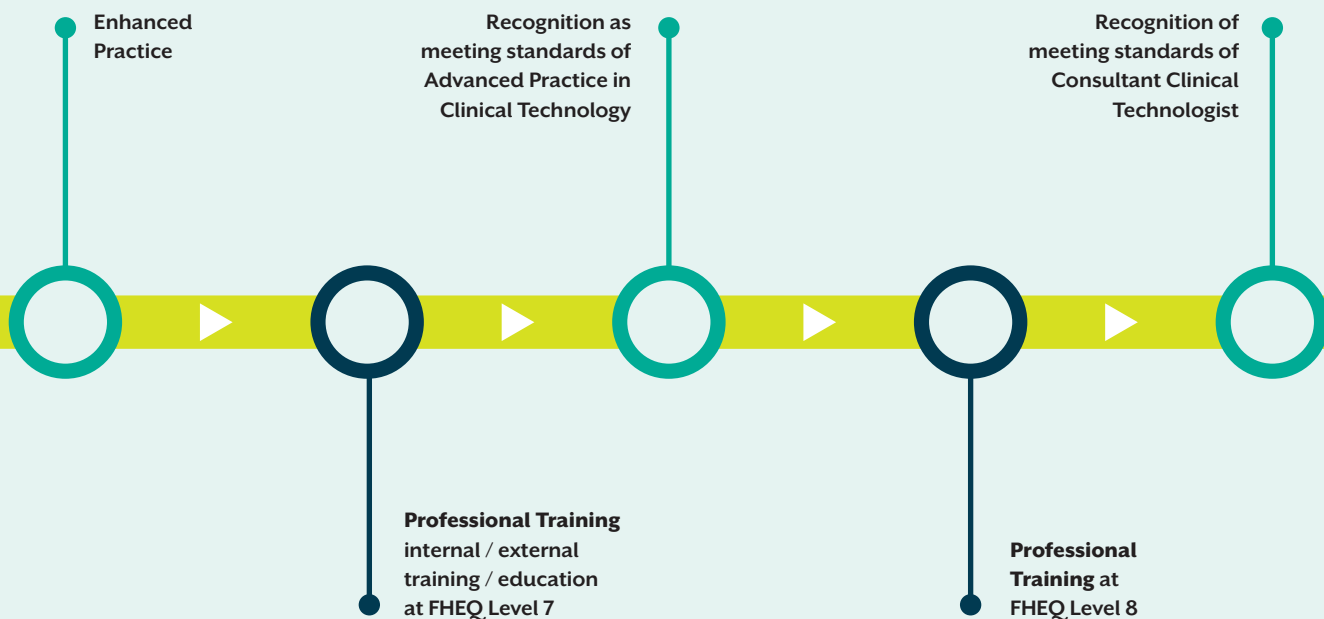 Enhanced
Practice
Recognition as
meeting standards of
Advanced Practice in
Clinical Technology
Recognition of
meeting standards of
Consultant Clinical
Technologist
Professional Training
internal / external
training / education
at FHEQ Level 7
Professional
Training at
FHEQ Level 8